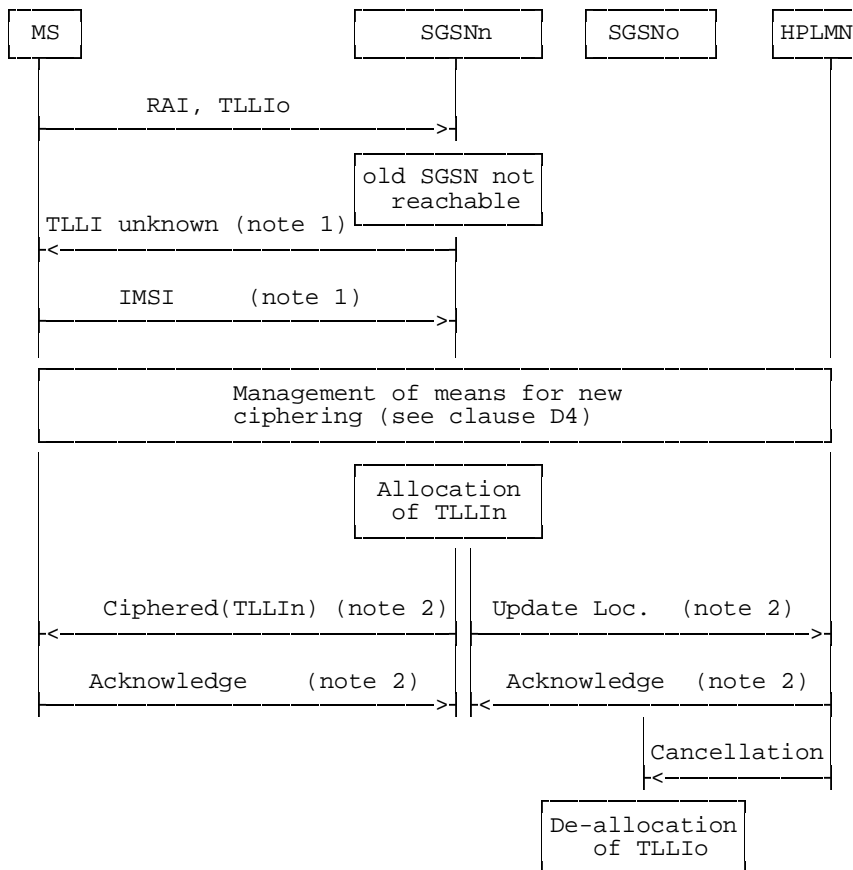 MS SGSNn SGSNo HPLMN
RAI, TLLIo
old SGSN not
reachable
TLLI unknown (note 1)
IMSI (note 1)
Management of means for new
ciphering (see clause D4)
Allocation
of TLLIn
Ciphered(TLLIn) (note 2) Update Loc. (note 2)
Acknowledge (note 2) Acknowledge (note 2)
Cancellation
De-allocation
of TLLIo